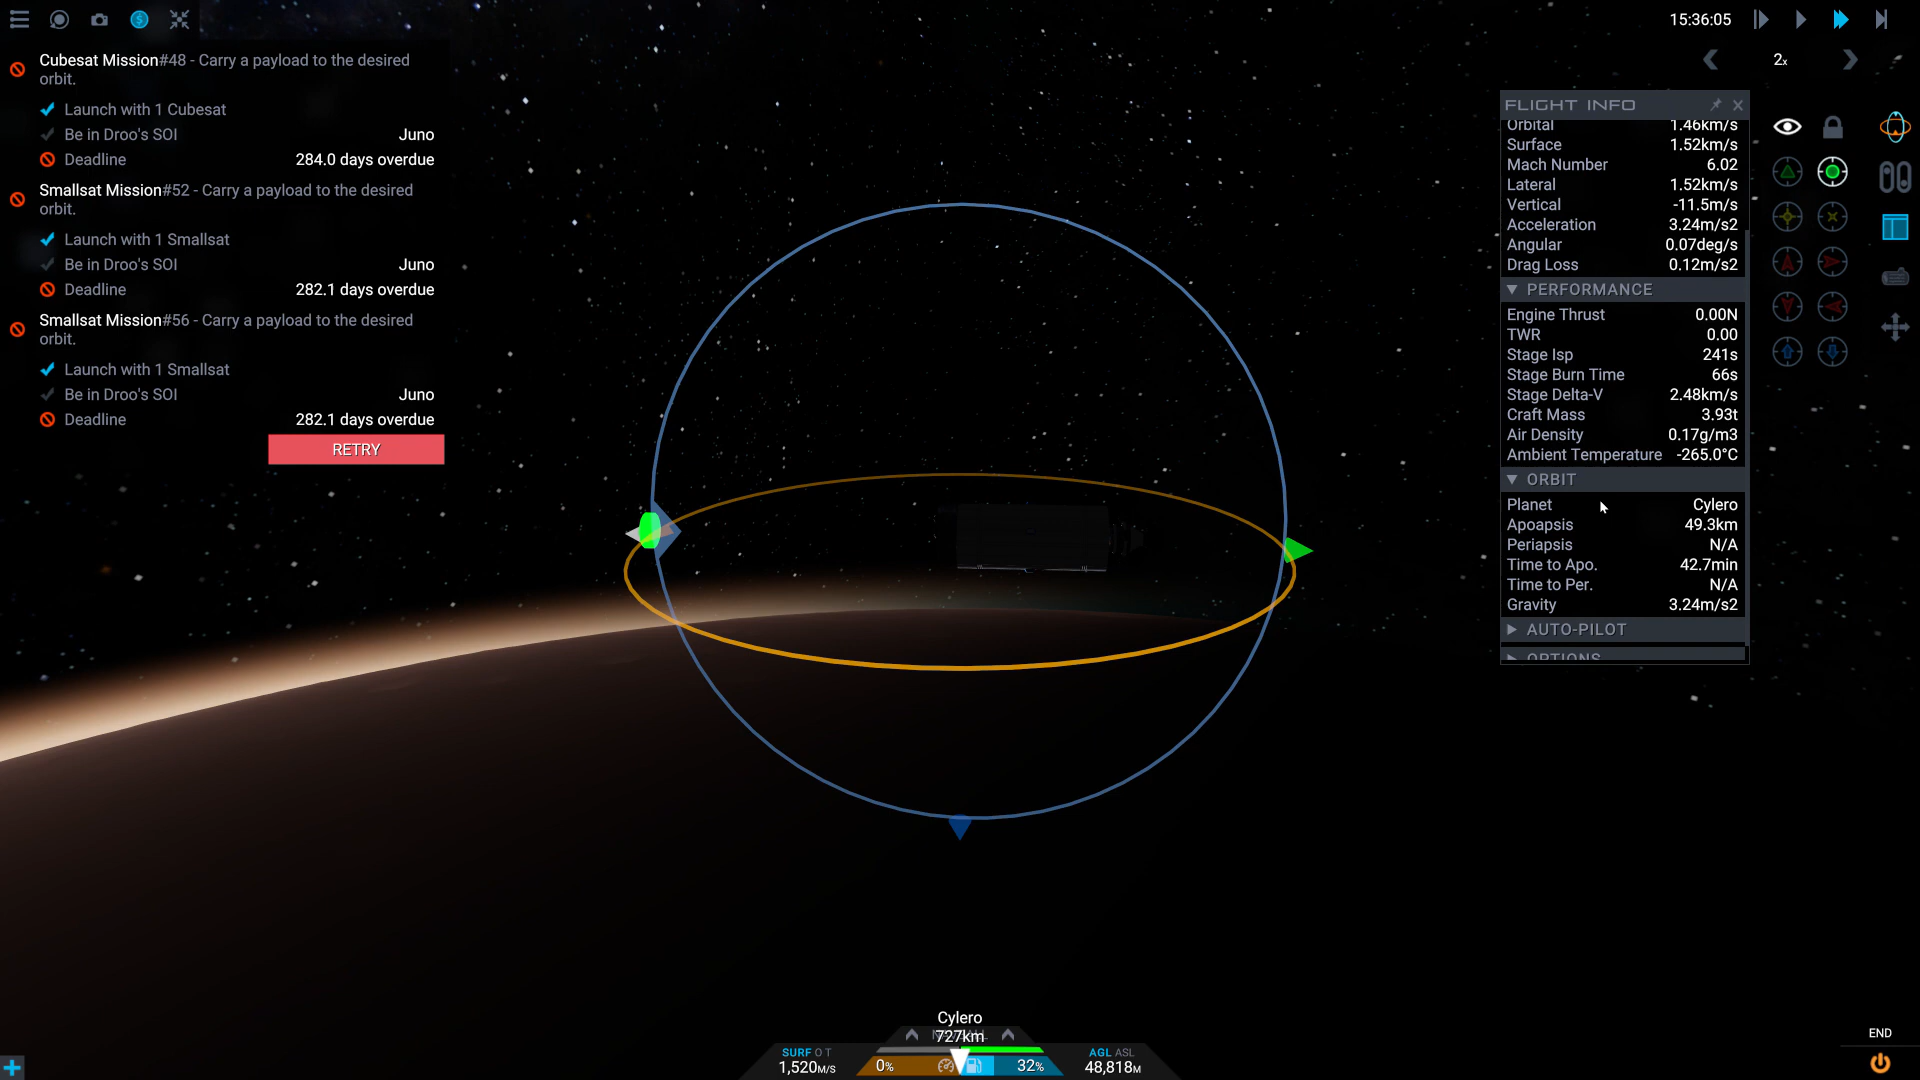 15:36:05
2x
Cubesat Mission#48 - Carry a payload to the desired
orbit.
Launch with 1 Cubesat
Be in Droo's SOI Juno
Deadline 284.0 days overdue
Smallsat Mission#52 - Carry a payload to the desired
orbit.
Launch with 1 Smallsat
Be in Droo's SOI Juno
Deadline 282.1 days overdue
Smallsat Mission#56 - Carry a payload to the desired
orbit.
Launch with 1 Smallsat
Be in Droo's SOI Juno
Deadline 282.1 days overdue
RETRY
FLIGHT INFO
Orbital 1.46km/s
Surface 1.52km/s
Mach Number 6.02
Lateral 1.52km/s
Vertical -11.5m/s
Acceleration 3.24m/s2
Angular 0.07deg/s
Drag Loss 0.12m/s2
PERFORMANCE
Engine Thrust 0.00N
TWR 0.00
Stage Isp 241s
Stage Burn Time 66s
Stage Delta-V 2.48km/s
Craft Mass 3.93t
Air Density 0.17g/m3
Ambient Temperature -265.0°C
ORBIT
Planet Cylero
Apoapsis 49.3km
Periapsis N/A
Time to Apo. 42.7min
Time to Per. N/A
Gravity 3.24m/s2
AUTO-PILOT
OPTIONS
Cylero
727km
SURF O T
1,520M/S
0%
32%
AGL ASL
48,818M
END